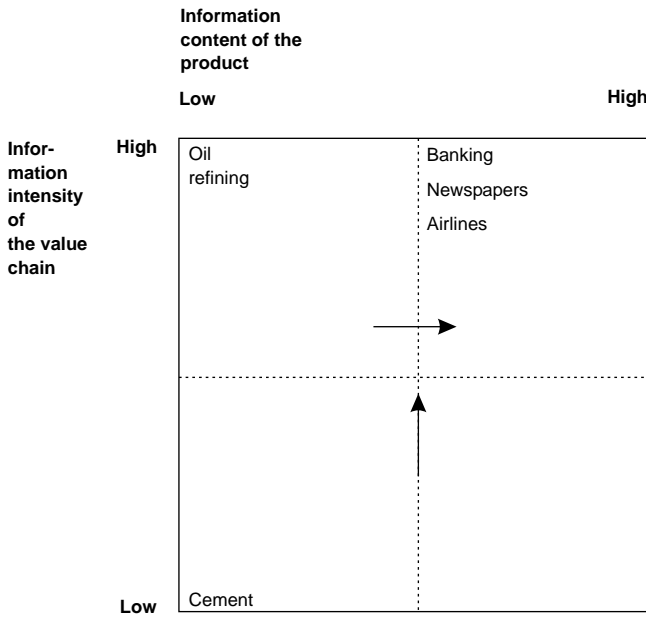 Information
content of the
product
Low
High
Infor-
mation
intensity
of
the value
chain
High
Oil
refining
Banking
Newspapers
Airlines
Low
Cement